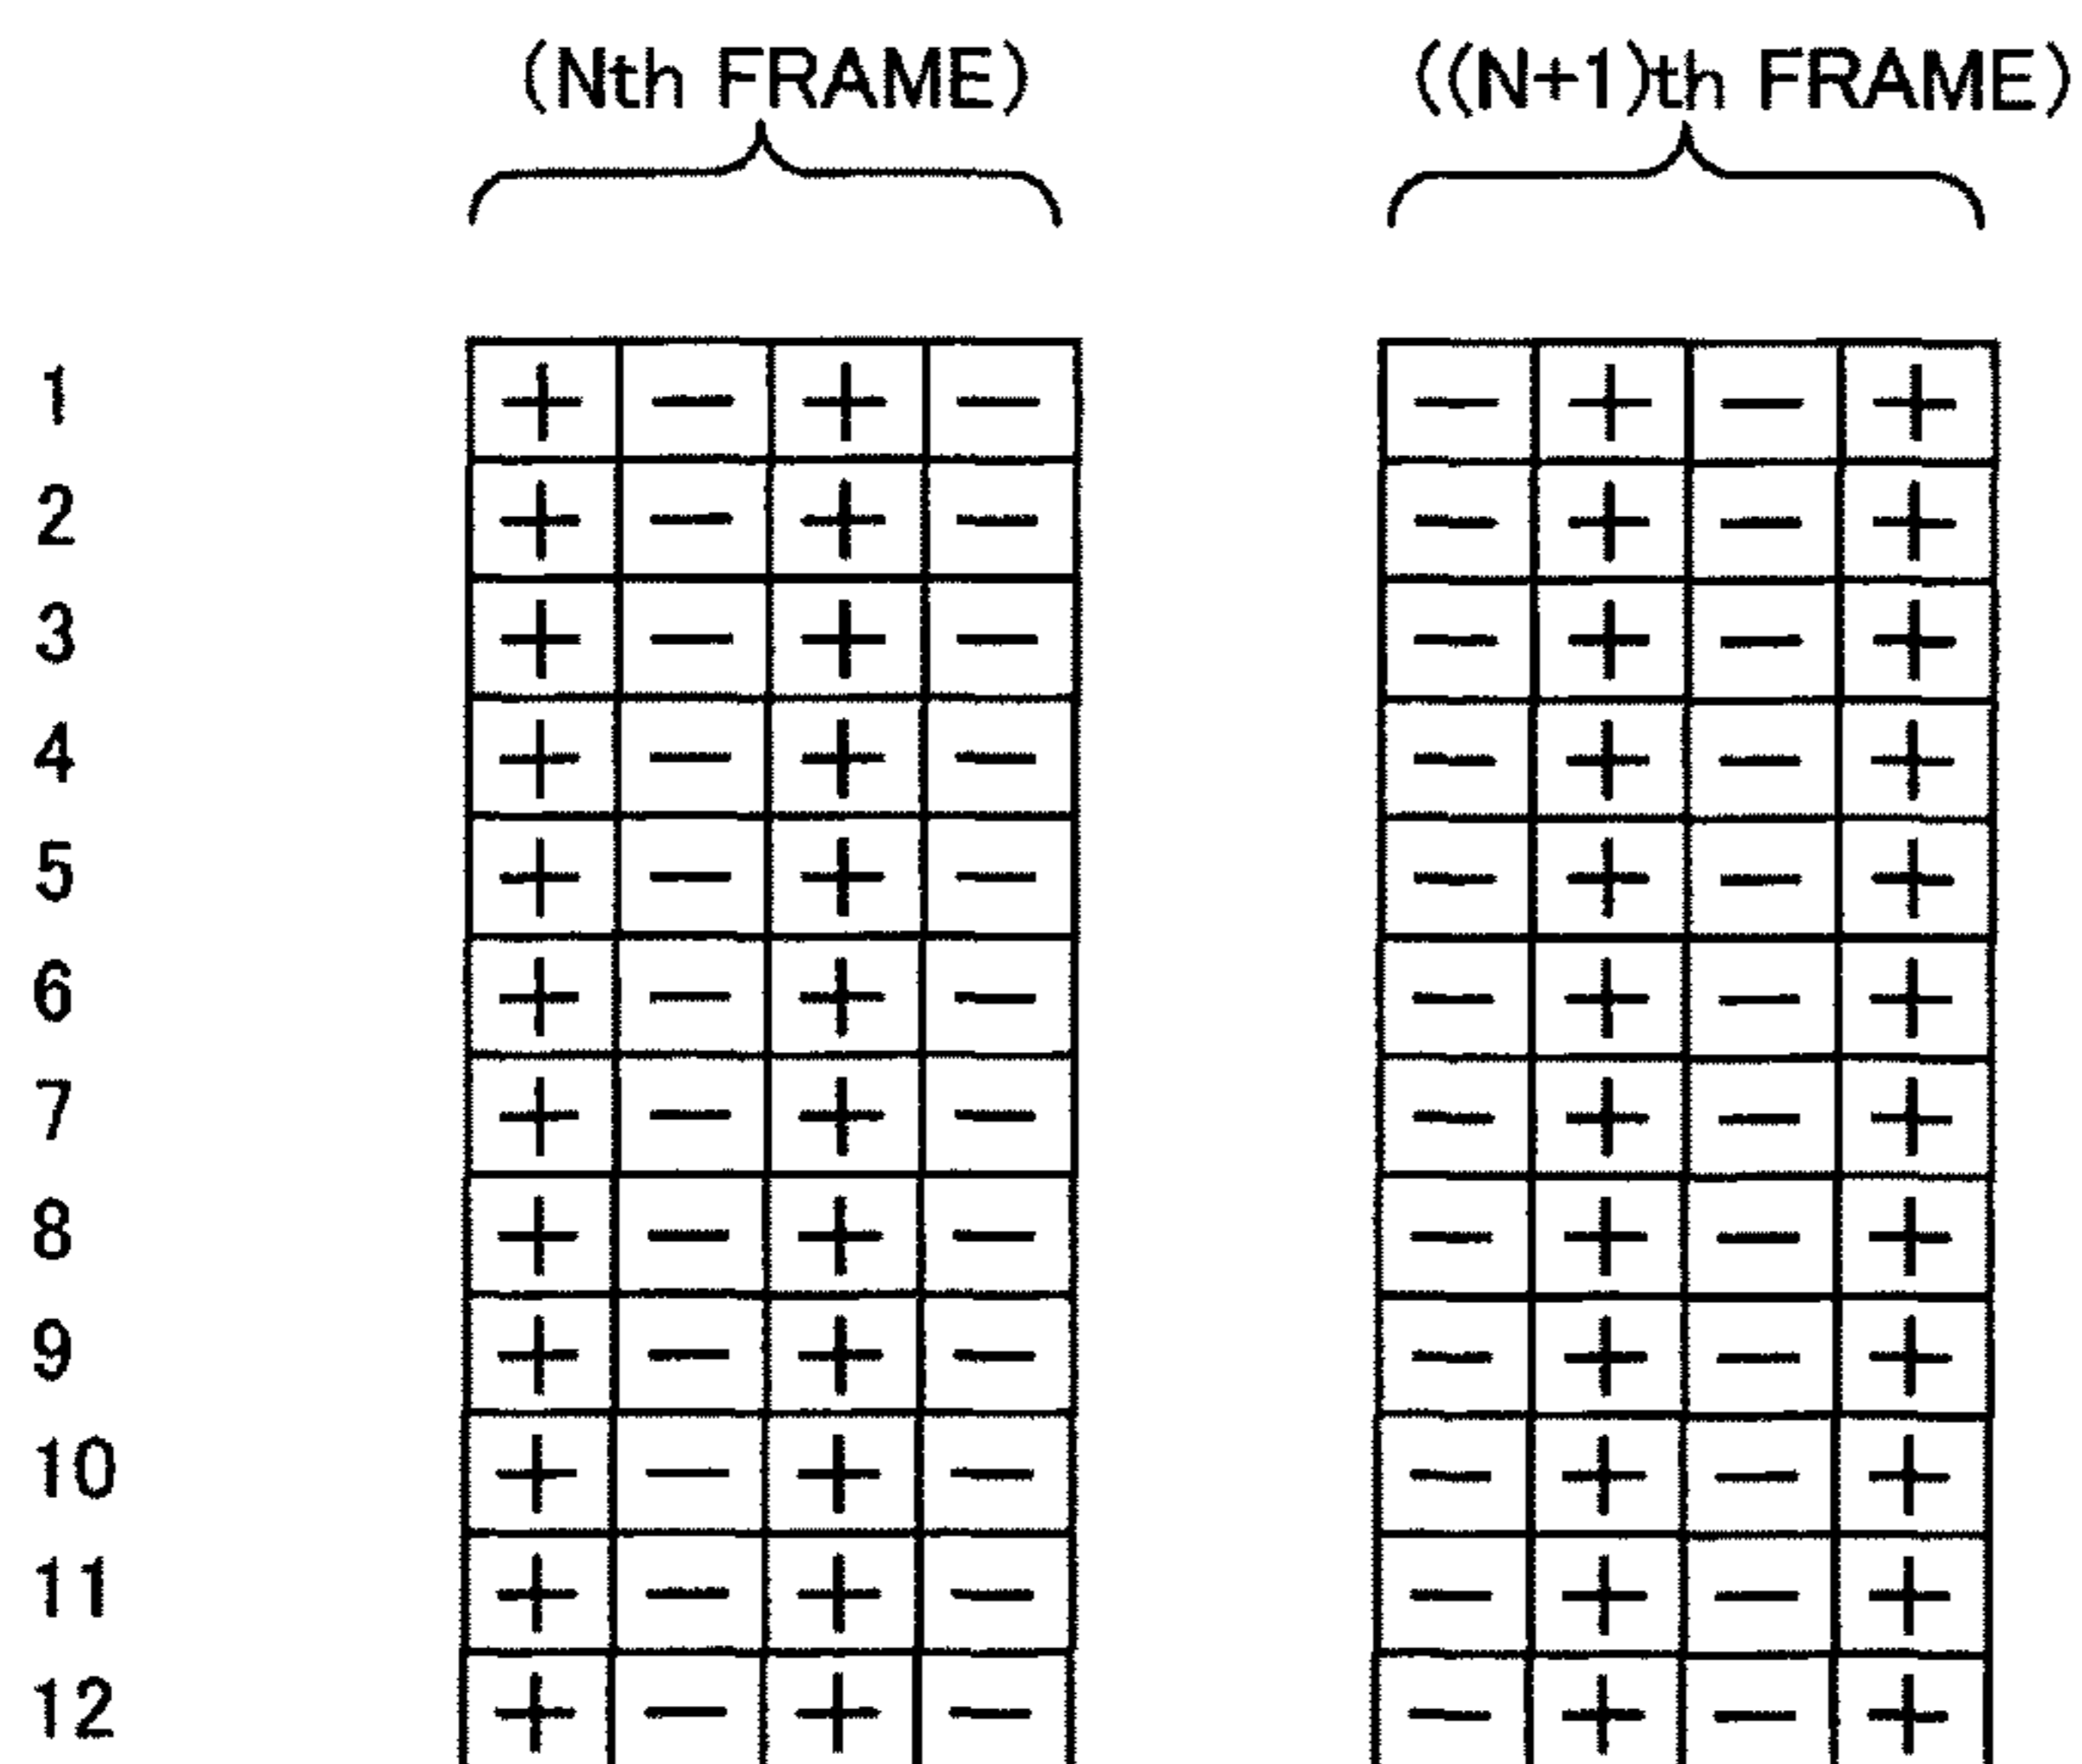 (Nth FRAME) ((N+1)th FRAME)
1 + − + − − + − +
2 + − + − − + − +
3 + − + − − + − +
4 + − + − − + − +
5 + − + − − + − +
6 + − + − − + − +
7 + − + − − + − +
8 + − + − − + − +
9 + − + − − + − +
10 + − + − − + − +
11 + − + − − + − +
12 + − + − − + − +